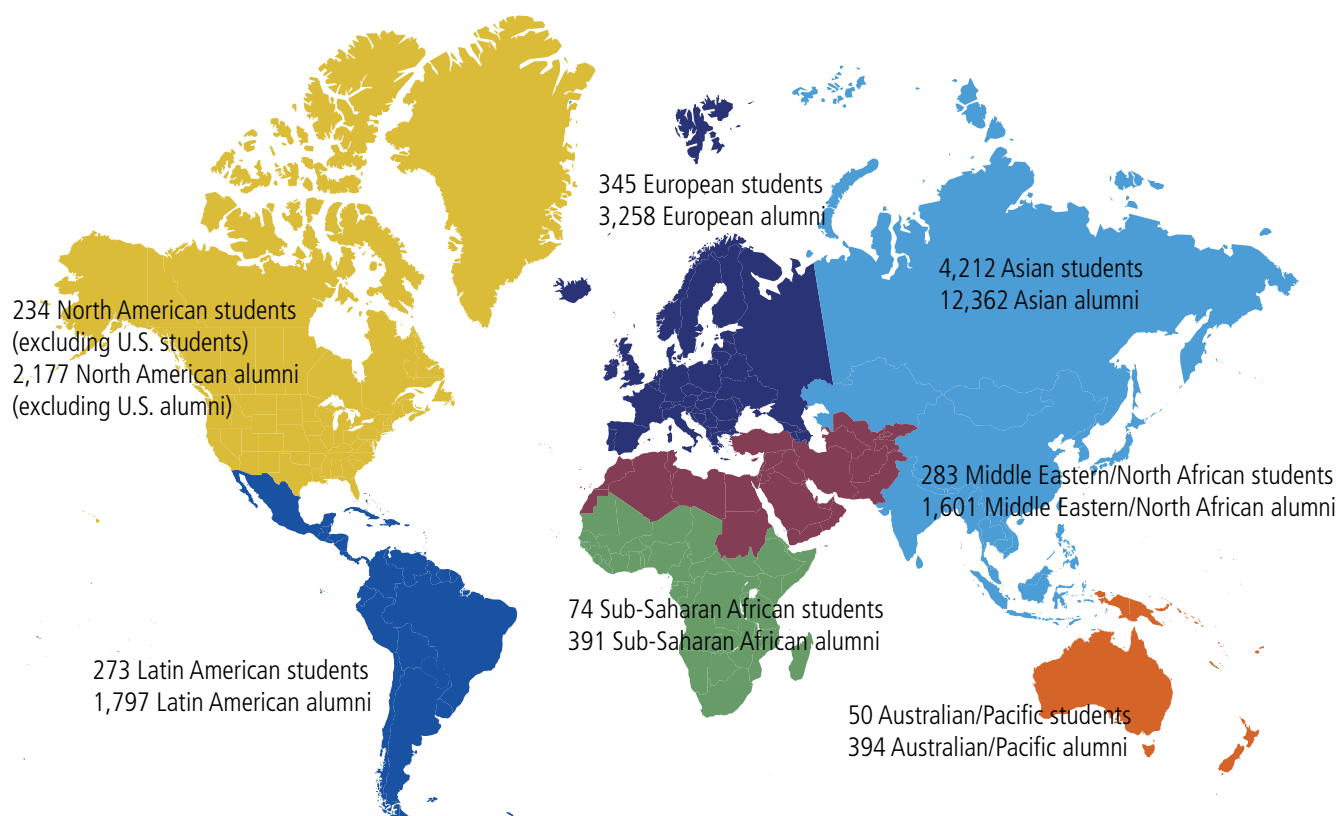 345 European students
3,258 European alumni
4,212 Asian students
12,362 Asian alumni
234 North American students
(excluding U.S. students)
2,177 North American alumni
(excluding U.S. alumni)
283 Middle Eastern/North African students
1,601 Middle Eastern/North African alumni
74 Sub-Saharan African students
391 Sub-Saharan African alumni
273 Latin American students
1,797 Latin American alumni
50 Australian/Pacific students
394 Australian/Pacific alumni